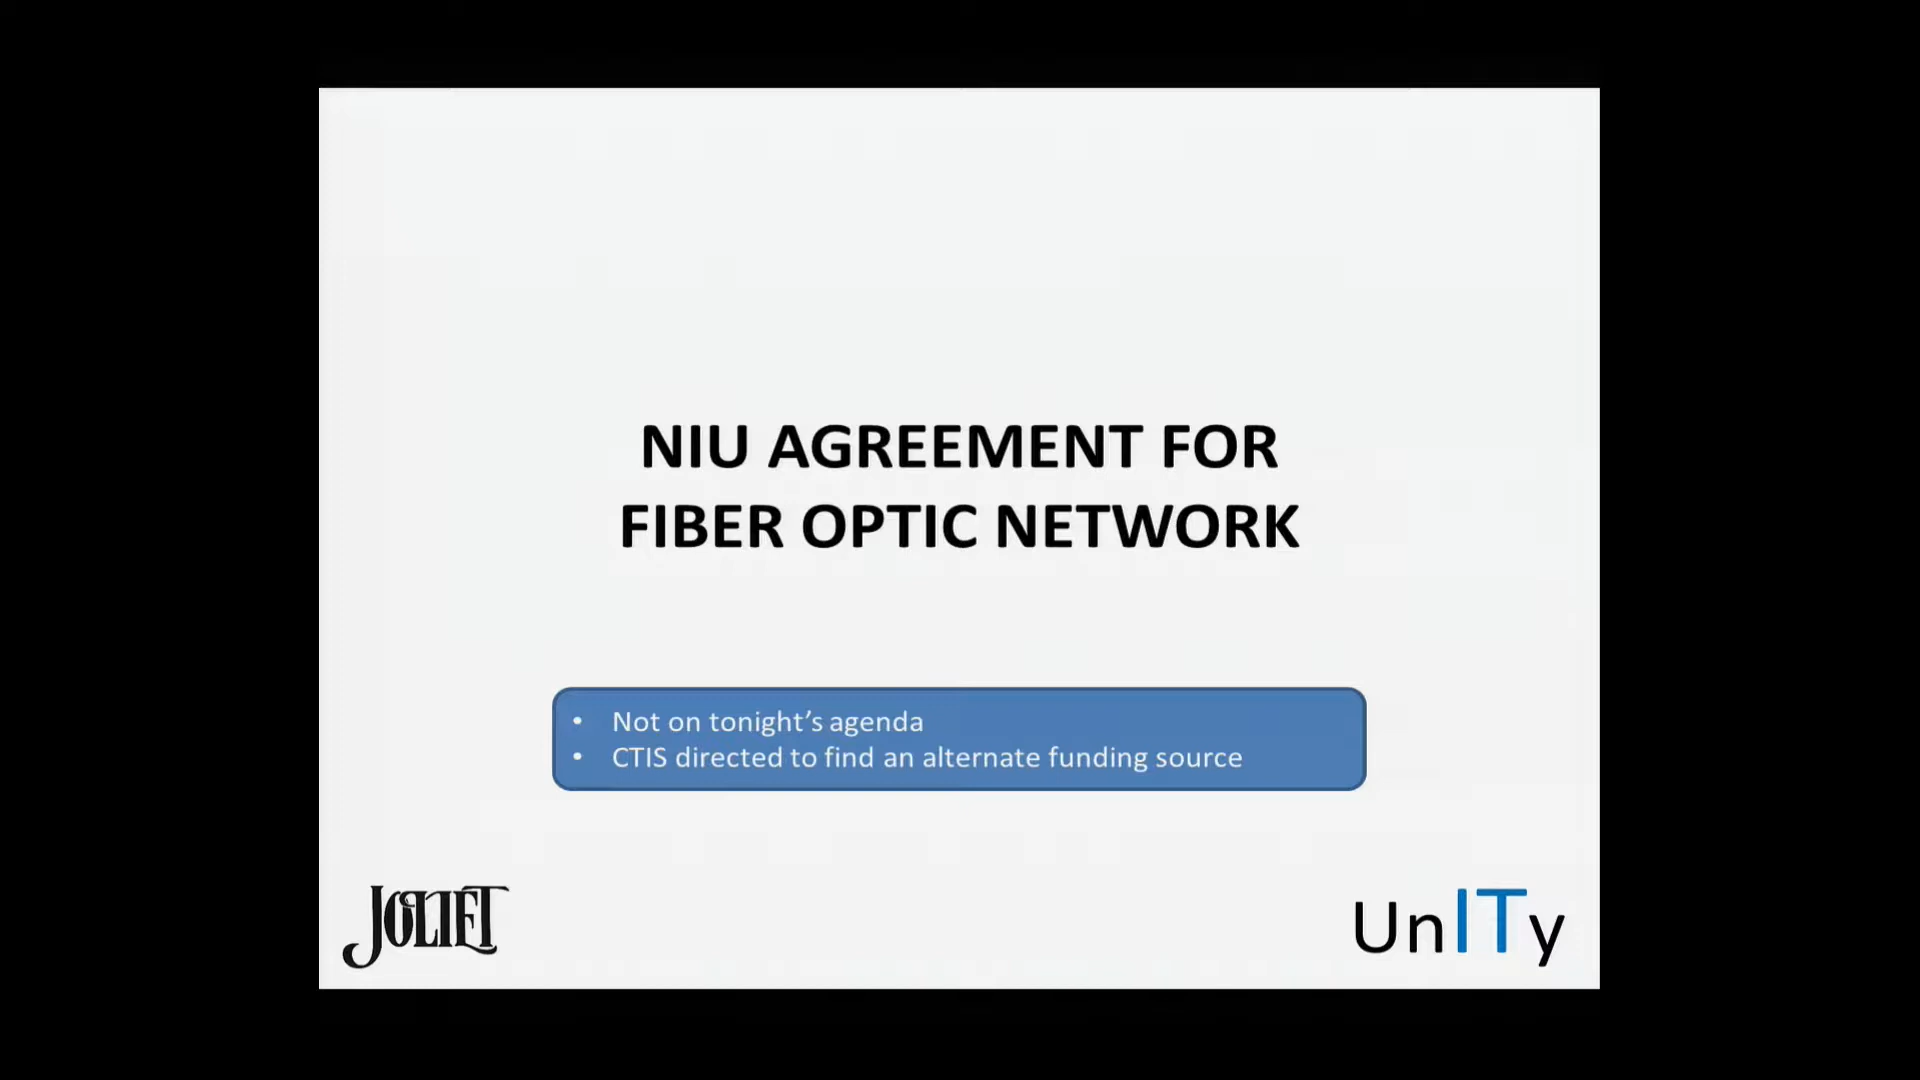 NIU AGREEMENT FOR
FIBER OPTIC NETWORK
• Not on tonight’s agenda
• CTIS directed to find an alternate funding source
JOLIET
UnITy